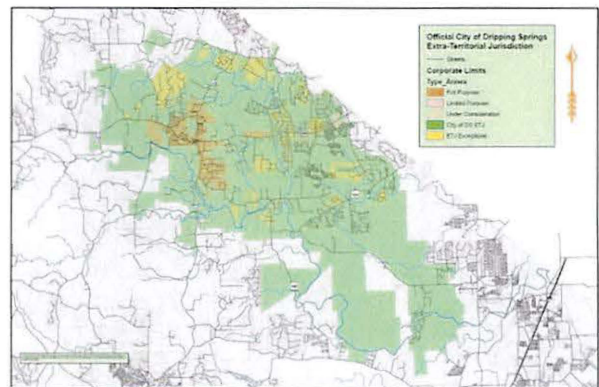 Official City of Dripping Springs
Extra-Territorial Jurisdiction
Streets
Corporate Limits
Type_Annex
Full Purpose
Limited Purpose
Under Consideration
City of DS ETJ
ETJ Exceptions